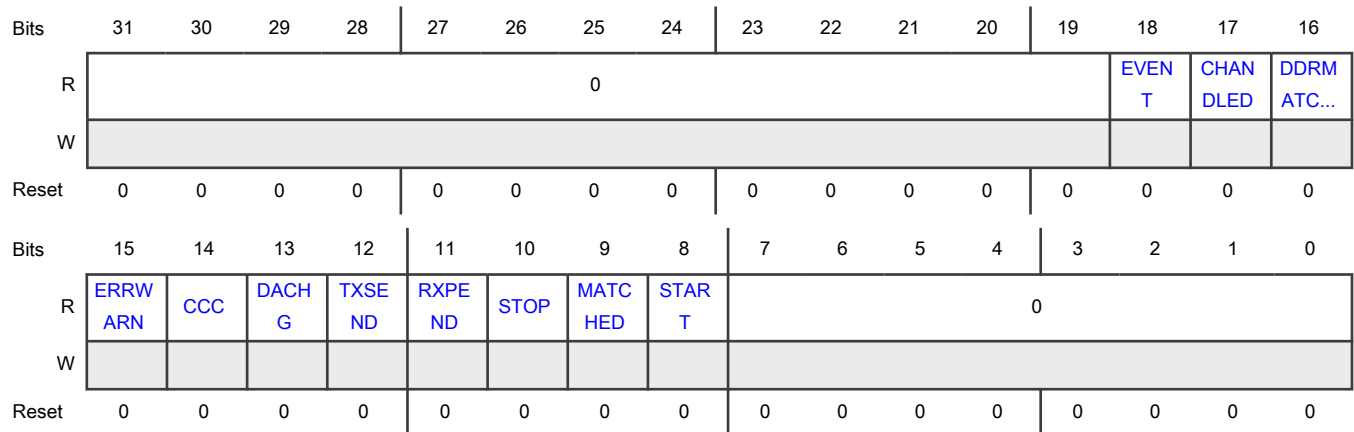 Bits 31 30 29 28 27 26 25 24 23 22 21 20 19 18 17 16
R 0 EVEN CHAN DDRM
T DLED ATC...
W
Reset 0 0 0 0 0 0 0 0 0 0 0 0 0 0 0 0
Bits 15 14 13 12 11 10 9 8 7 6 5 4 3 2 1 0
R ERRW CCC DACH TXSE RXPE STOP MATC STAR 0
ARN G ND ND HED T
W
Reset 0 0 0 0 0 0 0 0 0 0 0 0 0 0 0 0